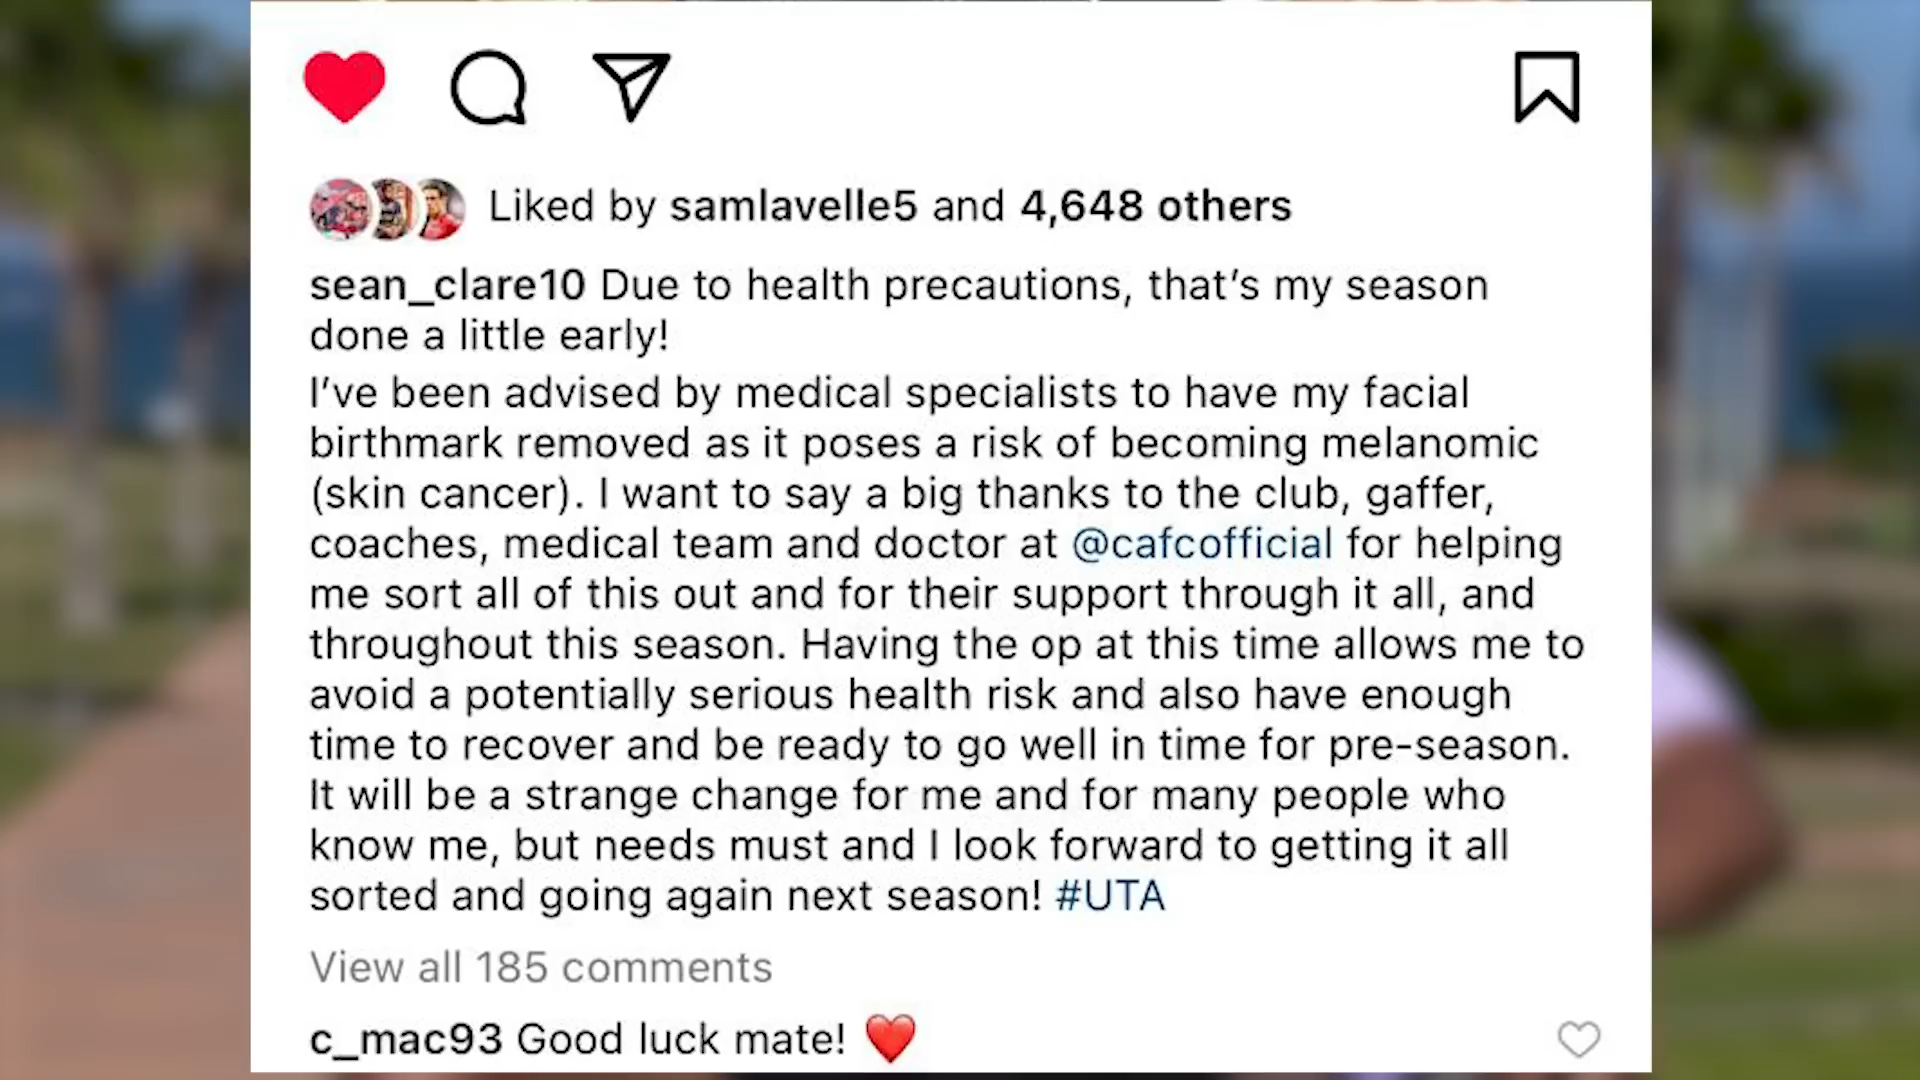 Liked by samlavelle5 and 4,648 others
sean_clare10 Due to health precautions, that’s my season
done a little early!
I’ve been advised by medical specialists to have my facial
birthmark removed as it poses a risk of becoming melanomic
(skin cancer). I want to say a big thanks to the club, gaffer,
coaches, medical team and doctor at @cafcofficial for helping
me sort all of this out and for their support through it all, and
throughout this season. Having the op at this time allows me to
avoid a potentially serious health risk and also have enough
time to recover and be ready to go well in time for pre-season.
It will be a strange change for me and for many people who
know me, but needs must and I look forward to getting it all
sorted and going again next season! #UTA
View all 185 comments
c_mac93 Good luck mate! ❤️